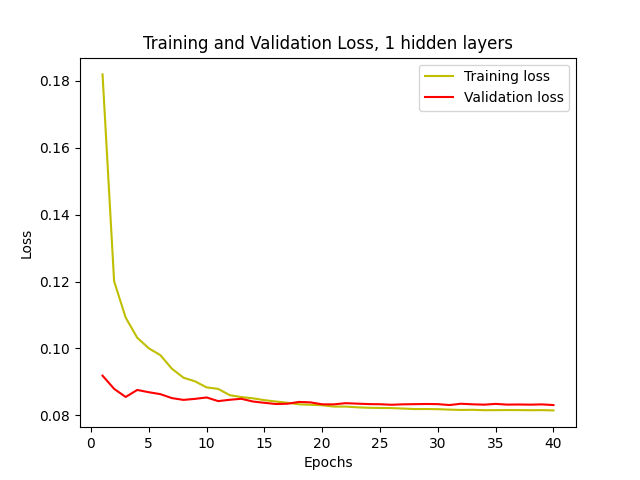 Training and Validation Loss, 1 hidden layers
Training loss
Validation loss
0.18
0.16
0.14
0.12
0.10
0.08
Loss
0 5 10 15 20 25 30 35 40
Epochs